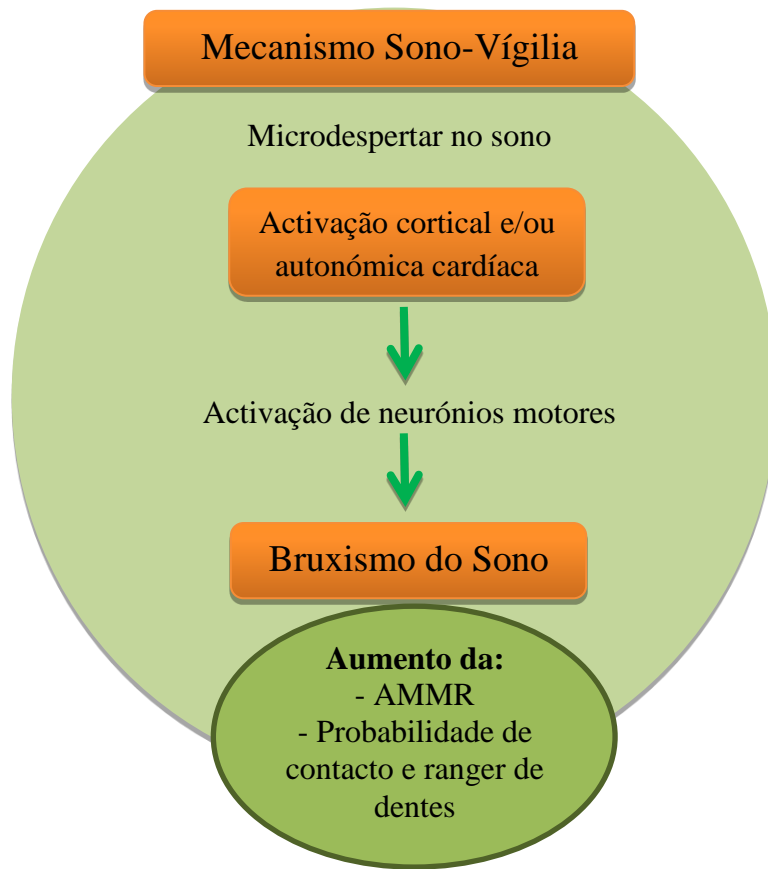 Mecanismo Sono-Vígilia
Microdespertar no sono
Activação cortical e/ou
autonómica cardíaca
Activação de neurónios motores
Bruxismo do Sono
Aumento da:
- AMMR
- Probabilidade de
contacto e ranger de
dentes